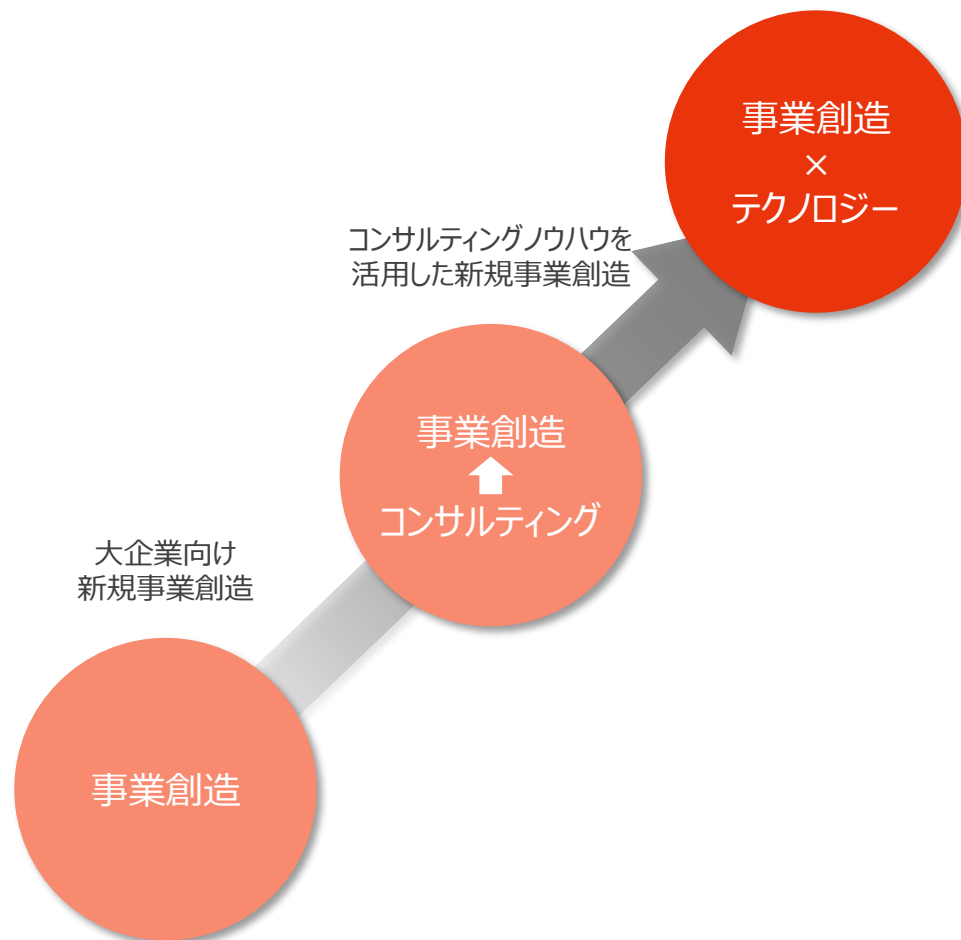 事業創造
×
テクノロジー
コンサルティングノウハウを
活用した新規事業創造
事業創造
コンサルティング
大企業向け
新規事業創造
事業創造